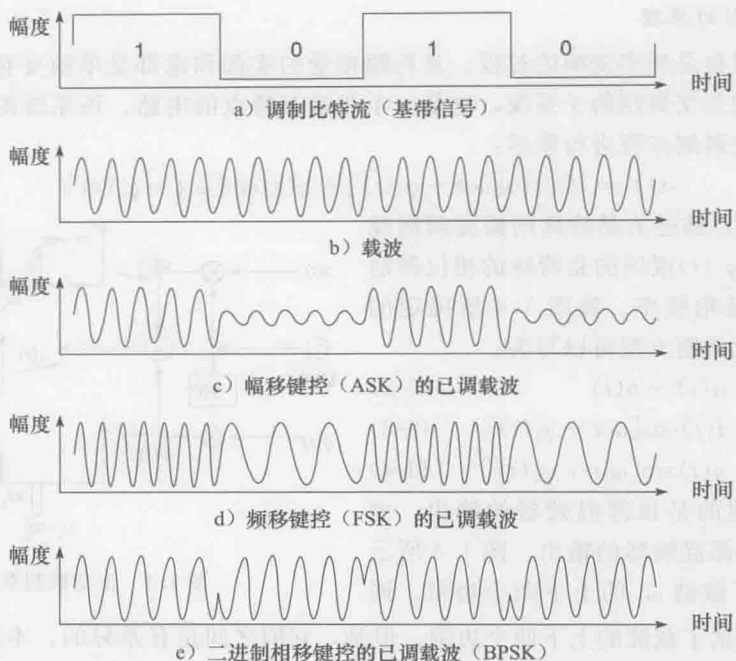 幅度
1
0
1
0
时间
a）调制比特流（基带信号）
幅度
时间
b）载波
幅度
时间
c）幅移键控（ASK）的已调载波
幅度
时间
d）频移键控（FSK）的已调载波
幅度
时间
e）二进制相移键控的已调载波（BPSK）